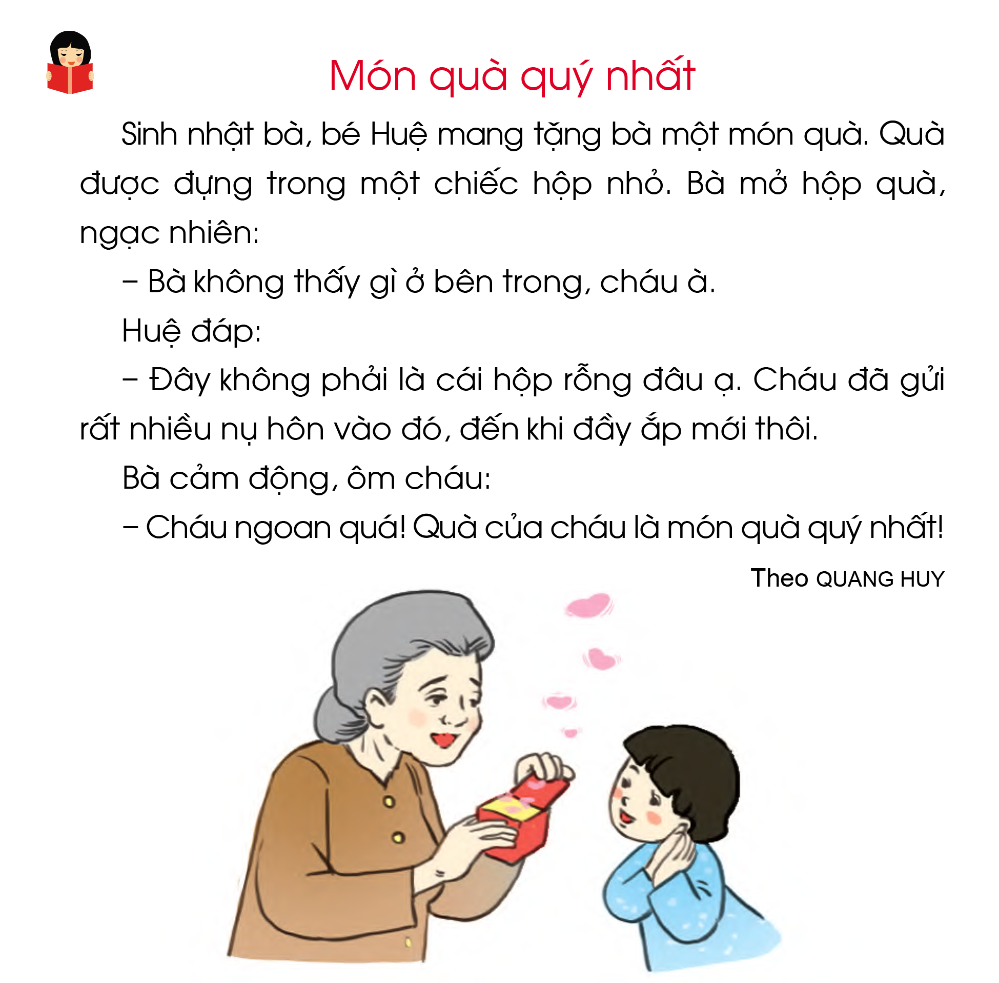 Món quà quý nhất
Sinh nhật bà, bé Huệ mang tặng bà một món quà. Quà
được đựng trong một chiếc hộp nhỏ. Bà mở hộp quà,
ngạc nhiên:
– Bà không thấy gì ở bên trong, cháu à.
Huệ đáp:
– Đây không phải là cái hộp rỗng đâu ạ. Cháu đã gửi
rất nhiều nụ hôn vào đó, đến khi đầy ắp mới thôi.
Bà cảm động, ôm cháu:
– Cháu ngoan quá! Quà của cháu là món quà quý nhất!
Theo QUANG HUY